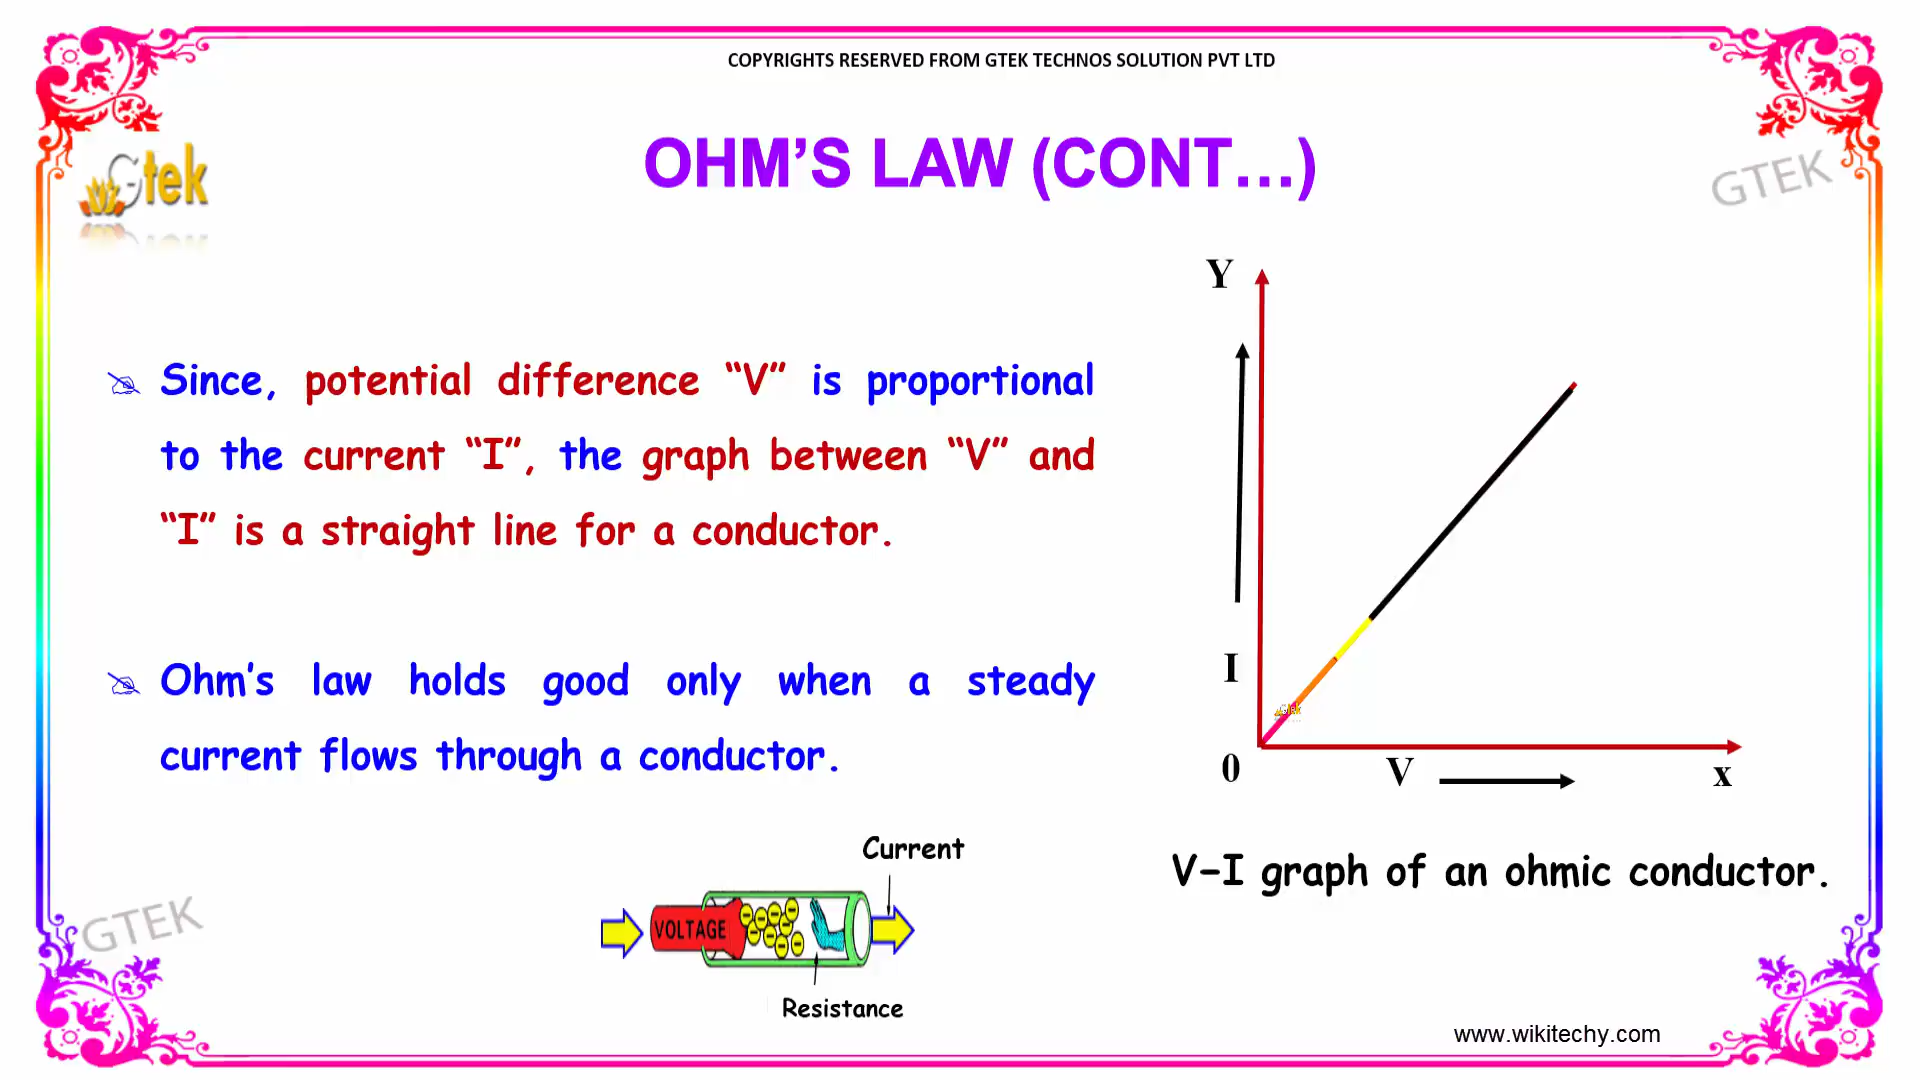 COPYRIGHTS RESERVED FROM GTEK TECHNOS SOLUTION PVT LTD
OHM’S LAW (CONT...)
Gtek
GTEK
Since, potential difference “V” is proportional
to the current “I”, the graph between “V” and
“I” is a straight line for a conductor.
Ohm’s law holds good only when a steady
current flows through a conductor.
Y
I
Gtek
0
V
x
V-I graph of an ohmic conductor.
Current
VOLTAGE
Resistance
GTEK
www.wikitechy.com